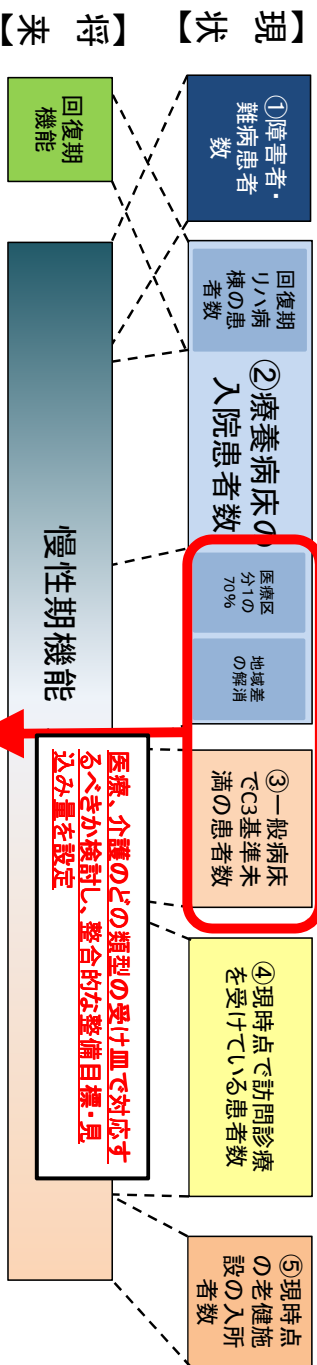 【現　状】
①障害者・
難病患者
数
②療養病床の
入院患者数
回復期
リハ病
棟の患
者数
医療区
分1の
70%
地域差
の解消
③一般病床
でC3基準未
満の患者数
④現時点で訪問診療
を受けている患者数
⑤現時点
の老健施
設の入所
者数
【将　来】
回復期
機能
慢性期機能
医療、介護のどの類型の受け皿で対応す
るべきか検討し、整合的な整備目標・見
込み量を設定